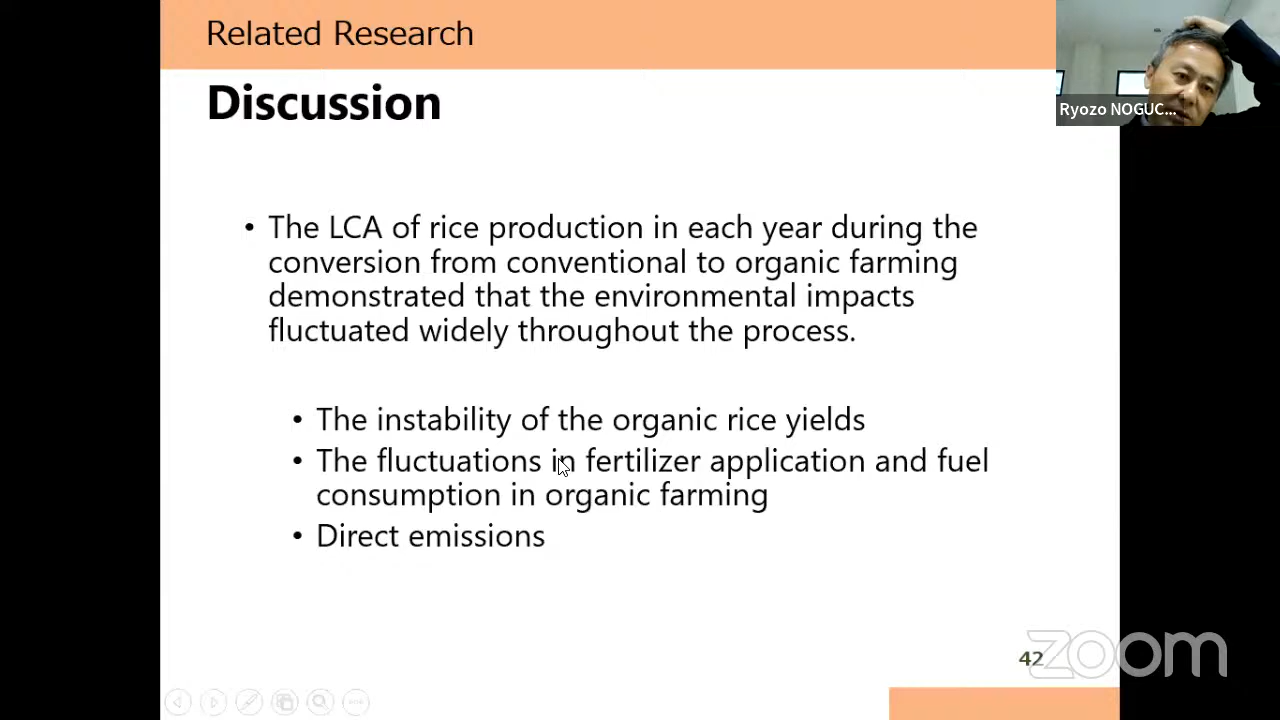 Related Research
Discussion
Ryozo NOGUC...
• The LCA of rice production in each year during the
conversion from conventional to organic farming
demonstrated that the environmental impacts
fluctuated widely throughout the process.
• The instability of the organic rice yields
• The fluctuations in fertilizer application and fuel
consumption in organic farming
• Direct emissions
42
zoom